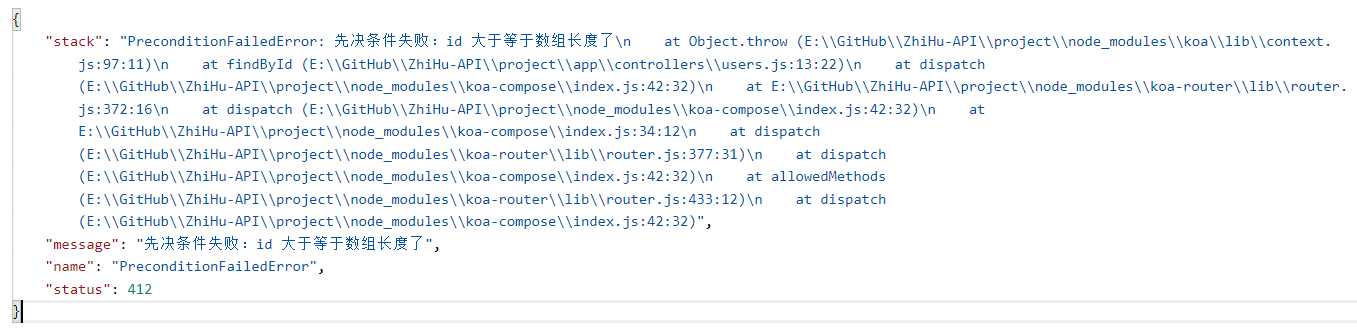 {
"stack": "PreconditionFailedError: 先决条件失败：id 大于等于数组长度了\n    at Object.throw (E:\\GitHub\\ZhiHu-API\\project\\node_modules\\koa\\lib\\context.
js:97:11)\n    at findById (E:\\GitHub\\ZhiHu-API\\project\\app\\controllers\\users.js:13:22)\n    at dispatch
(E:\\GitHub\\ZhiHu-API\\project\\node_modules\\koa-compose\\index.js:42:32)\n    at E:\\GitHub\\ZhiHu-API\\project\\node_modules\\koa-router\\lib\\router.
js:372:16\n    at dispatch (E:\\GitHub\\ZhiHu-API\\project\\node_modules\\koa-compose\\index.js:42:32)\n    at
E:\\GitHub\\ZhiHu-API\\project\\node_modules\\koa-compose\\index.js:34:12\n    at dispatch
(E:\\GitHub\\ZhiHu-API\\project\\node_modules\\koa-router\\lib\\router.js:377:31)\n    at dispatch
(E:\\GitHub\\ZhiHu-API\\project\\node_modules\\koa-compose\\index.js:42:32)\n    at allowedMethods
(E:\\GitHub\\ZhiHu-API\\project\\node_modules\\koa-router\\lib\\router.js:433:12)\n    at dispatch
(E:\\GitHub\\ZhiHu-API\\project\\node_modules\\koa-compose\\index.js:42:32)",
"message": "先决条件失败：id 大于等于数组长度了",
"name": "PreconditionFailedError",
"status": 412
}